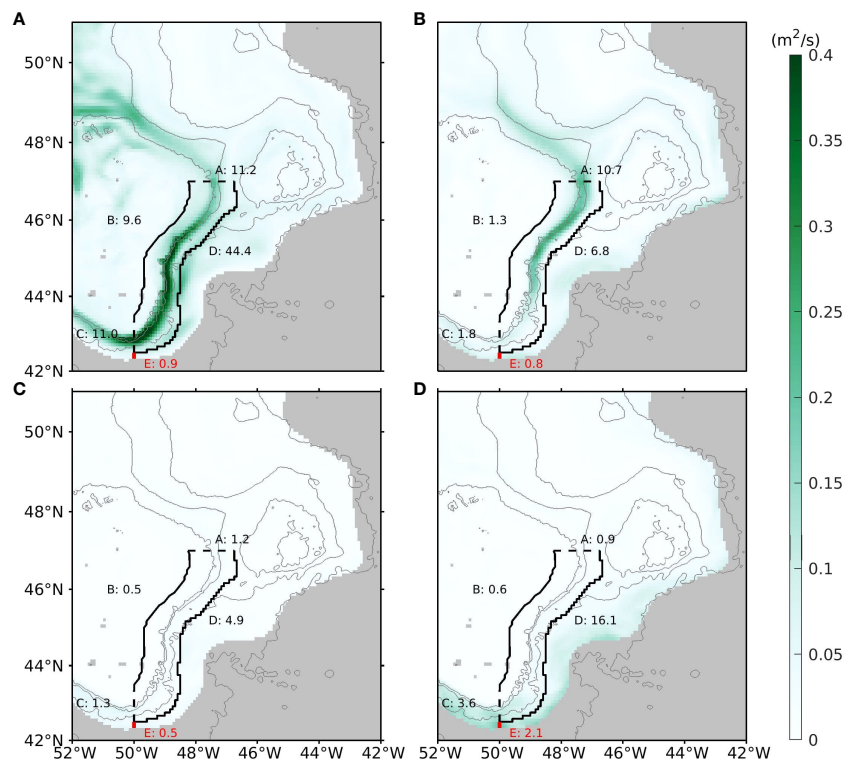 A
B
(m²/s)
50°N
48°N
46°N
44°N
42°N
A: 11.2
B: 9.6
D: 44.4
C: 11.0
E: 0.9
A: 10.7
B: 1.3
D: 6.8
C: 1.8
E: 0.8
0.4
0.35
0.3
0.25
0.2
0.15
0.1
0.05
0
C
D
50°N
48°N
46°N
44°N
42°N
A: 1.2
B: 0.5
D: 4.9
C: 1.3
E: 0.5
A: 0.9
B: 0.6
D: 16.1
C: 3.6
E: 2.1
52°W 50°W 48°W 46°W 44°W 42°W
52°W 50°W 48°W 46°W 44°W 42°W